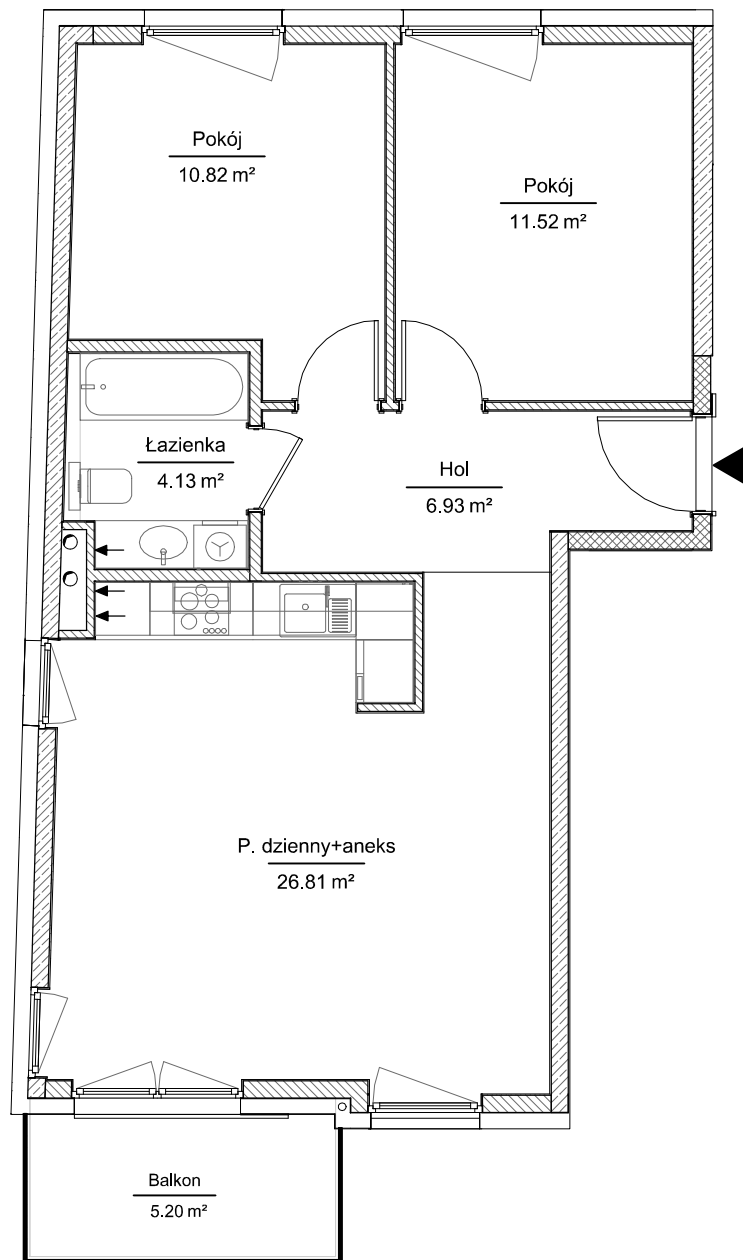 Pokój
10.82 m²
Pokój
11.52 m²
Łazienka
4.13 m²
Hol
6.93 m²
P. dzienny+aneks
26.81 m²
Balkon
5.20 m²